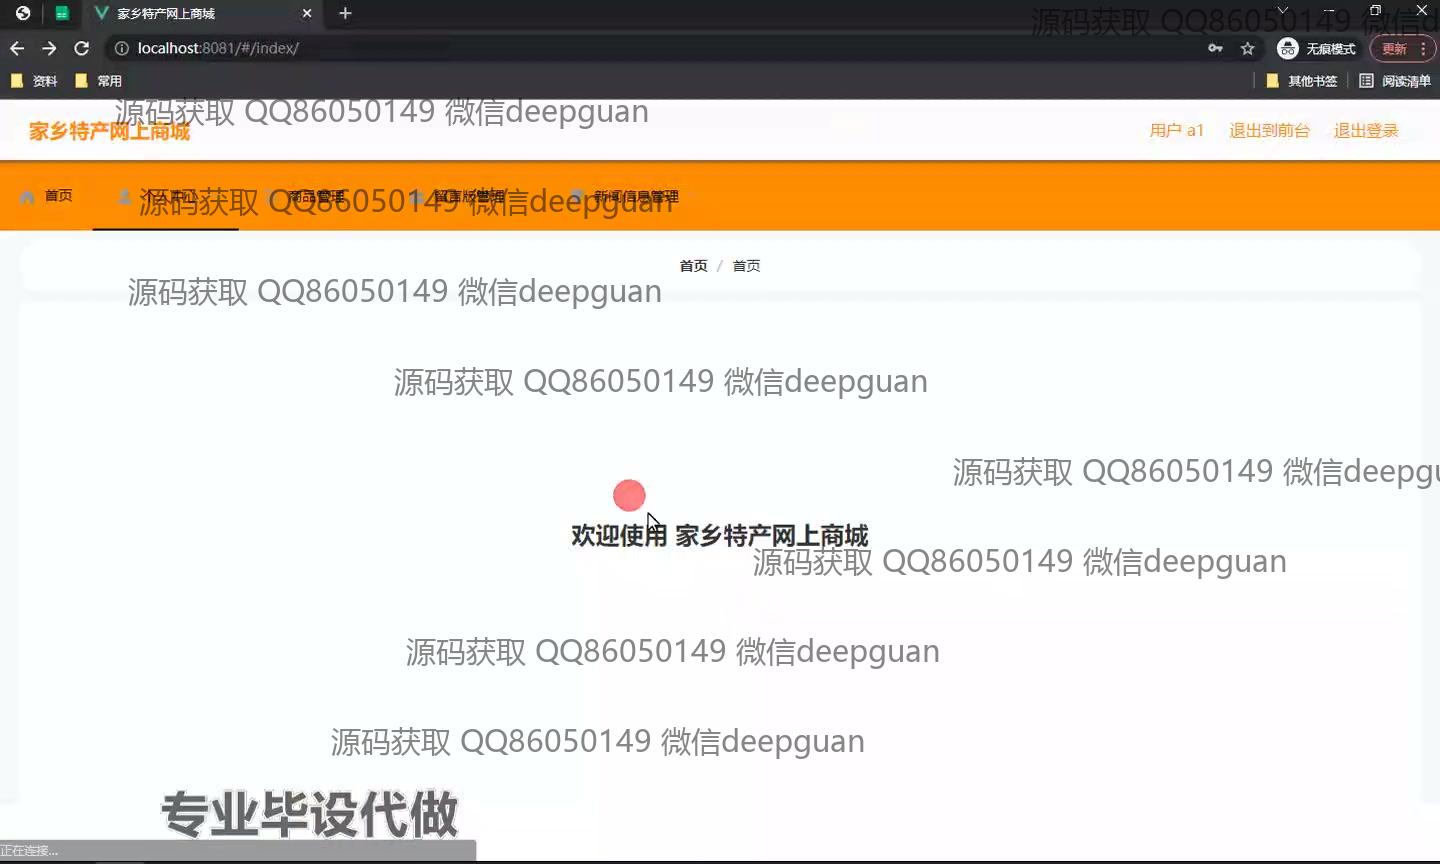 家乡特产网上商城
源码获取 QQ86050149 微信d
localhost:8081/#/index/
无痕模式
更新
资料
常用
其他书签
阅读清单
源码获取 QQ86050149 微信deepguan
家乡特产网上商城
用户 a1
退出到前台
退出登录
首页
个人中心
商品管理
留言版管理
新闻信息管理
源码获取 QQ86050149 微信deepguan
首页 / 首页
源码获取 QQ86050149 微信deepguan
源码获取 QQ86050149 微信deepguan
源码获取 QQ86050149 微信deepgu
欢迎使用 家乡特产网上商城
源码获取 QQ86050149 微信deepguan
源码获取 QQ86050149 微信deepguan
源码获取 QQ86050149 微信deepguan
专业毕设代做
正在连接...